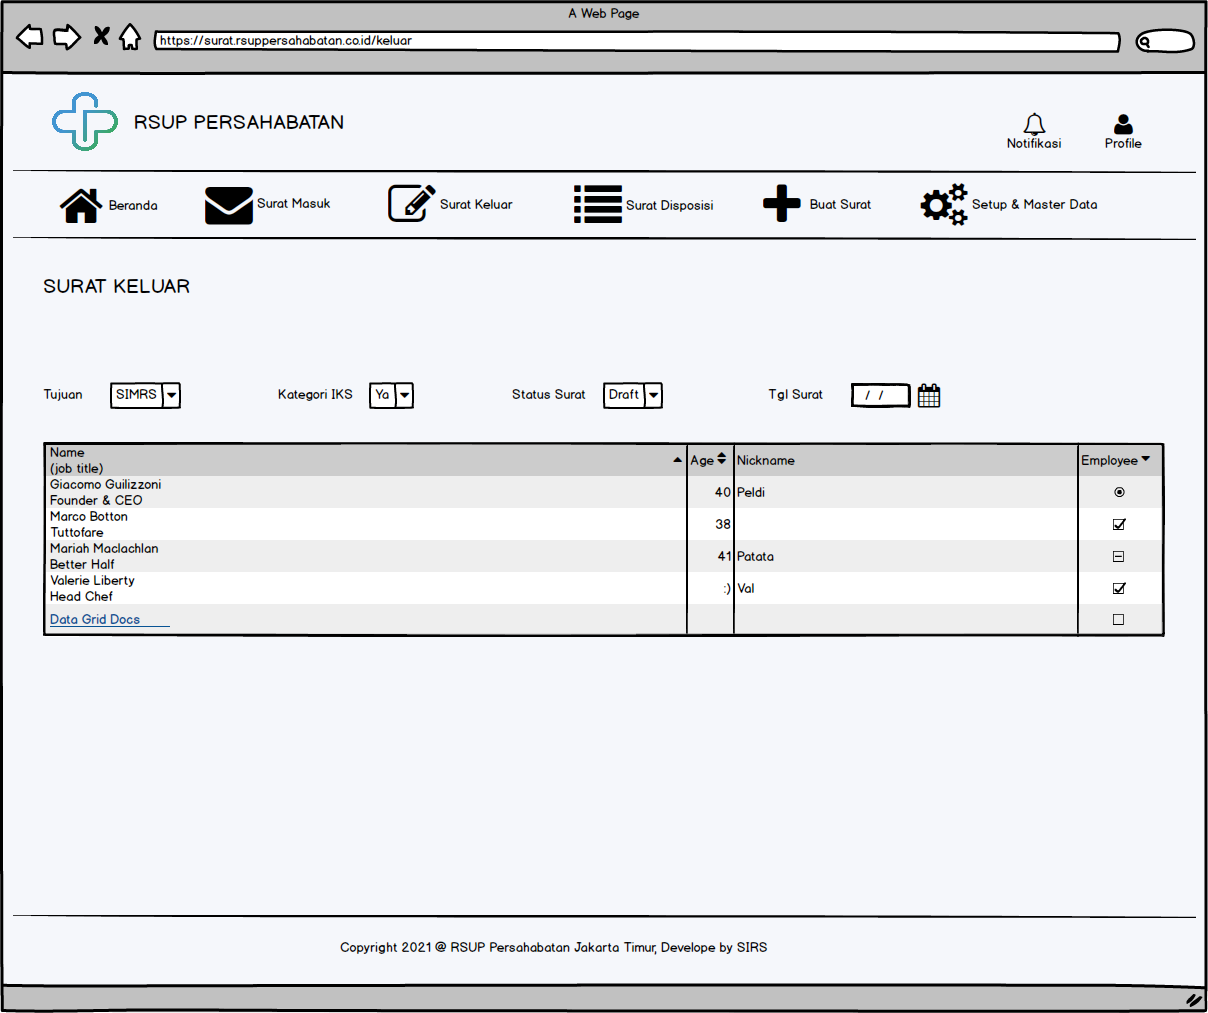 A Web Page
https://surat.rsuppersahabatan.co.id/keluar
RSUP PERSAHABATAN
Notifikasi
Profile
Beranda
Surat Masuk
Surat Keluar
Surat Disposisi
Buat Surat
Setup & Master Data
SURAT KELUAR
Tujuan SIMRS Kategori IKS Ya Status Surat Draft Tgl Surat / /
Name
(job title)
Age
Nickname
Employee
Giacomo Guilizzoni
Founder & CEO
40
Peldi
Marco Botton
Tuttofare
38
Mariah Maclachlan
Better Half
41
Patata
Valerie Liberty
Head Chef
:)
Val
Data Grid Docs
Copyright 2021 @ RSUP Persahabatan Jakarta Timur, Develope by SIRS